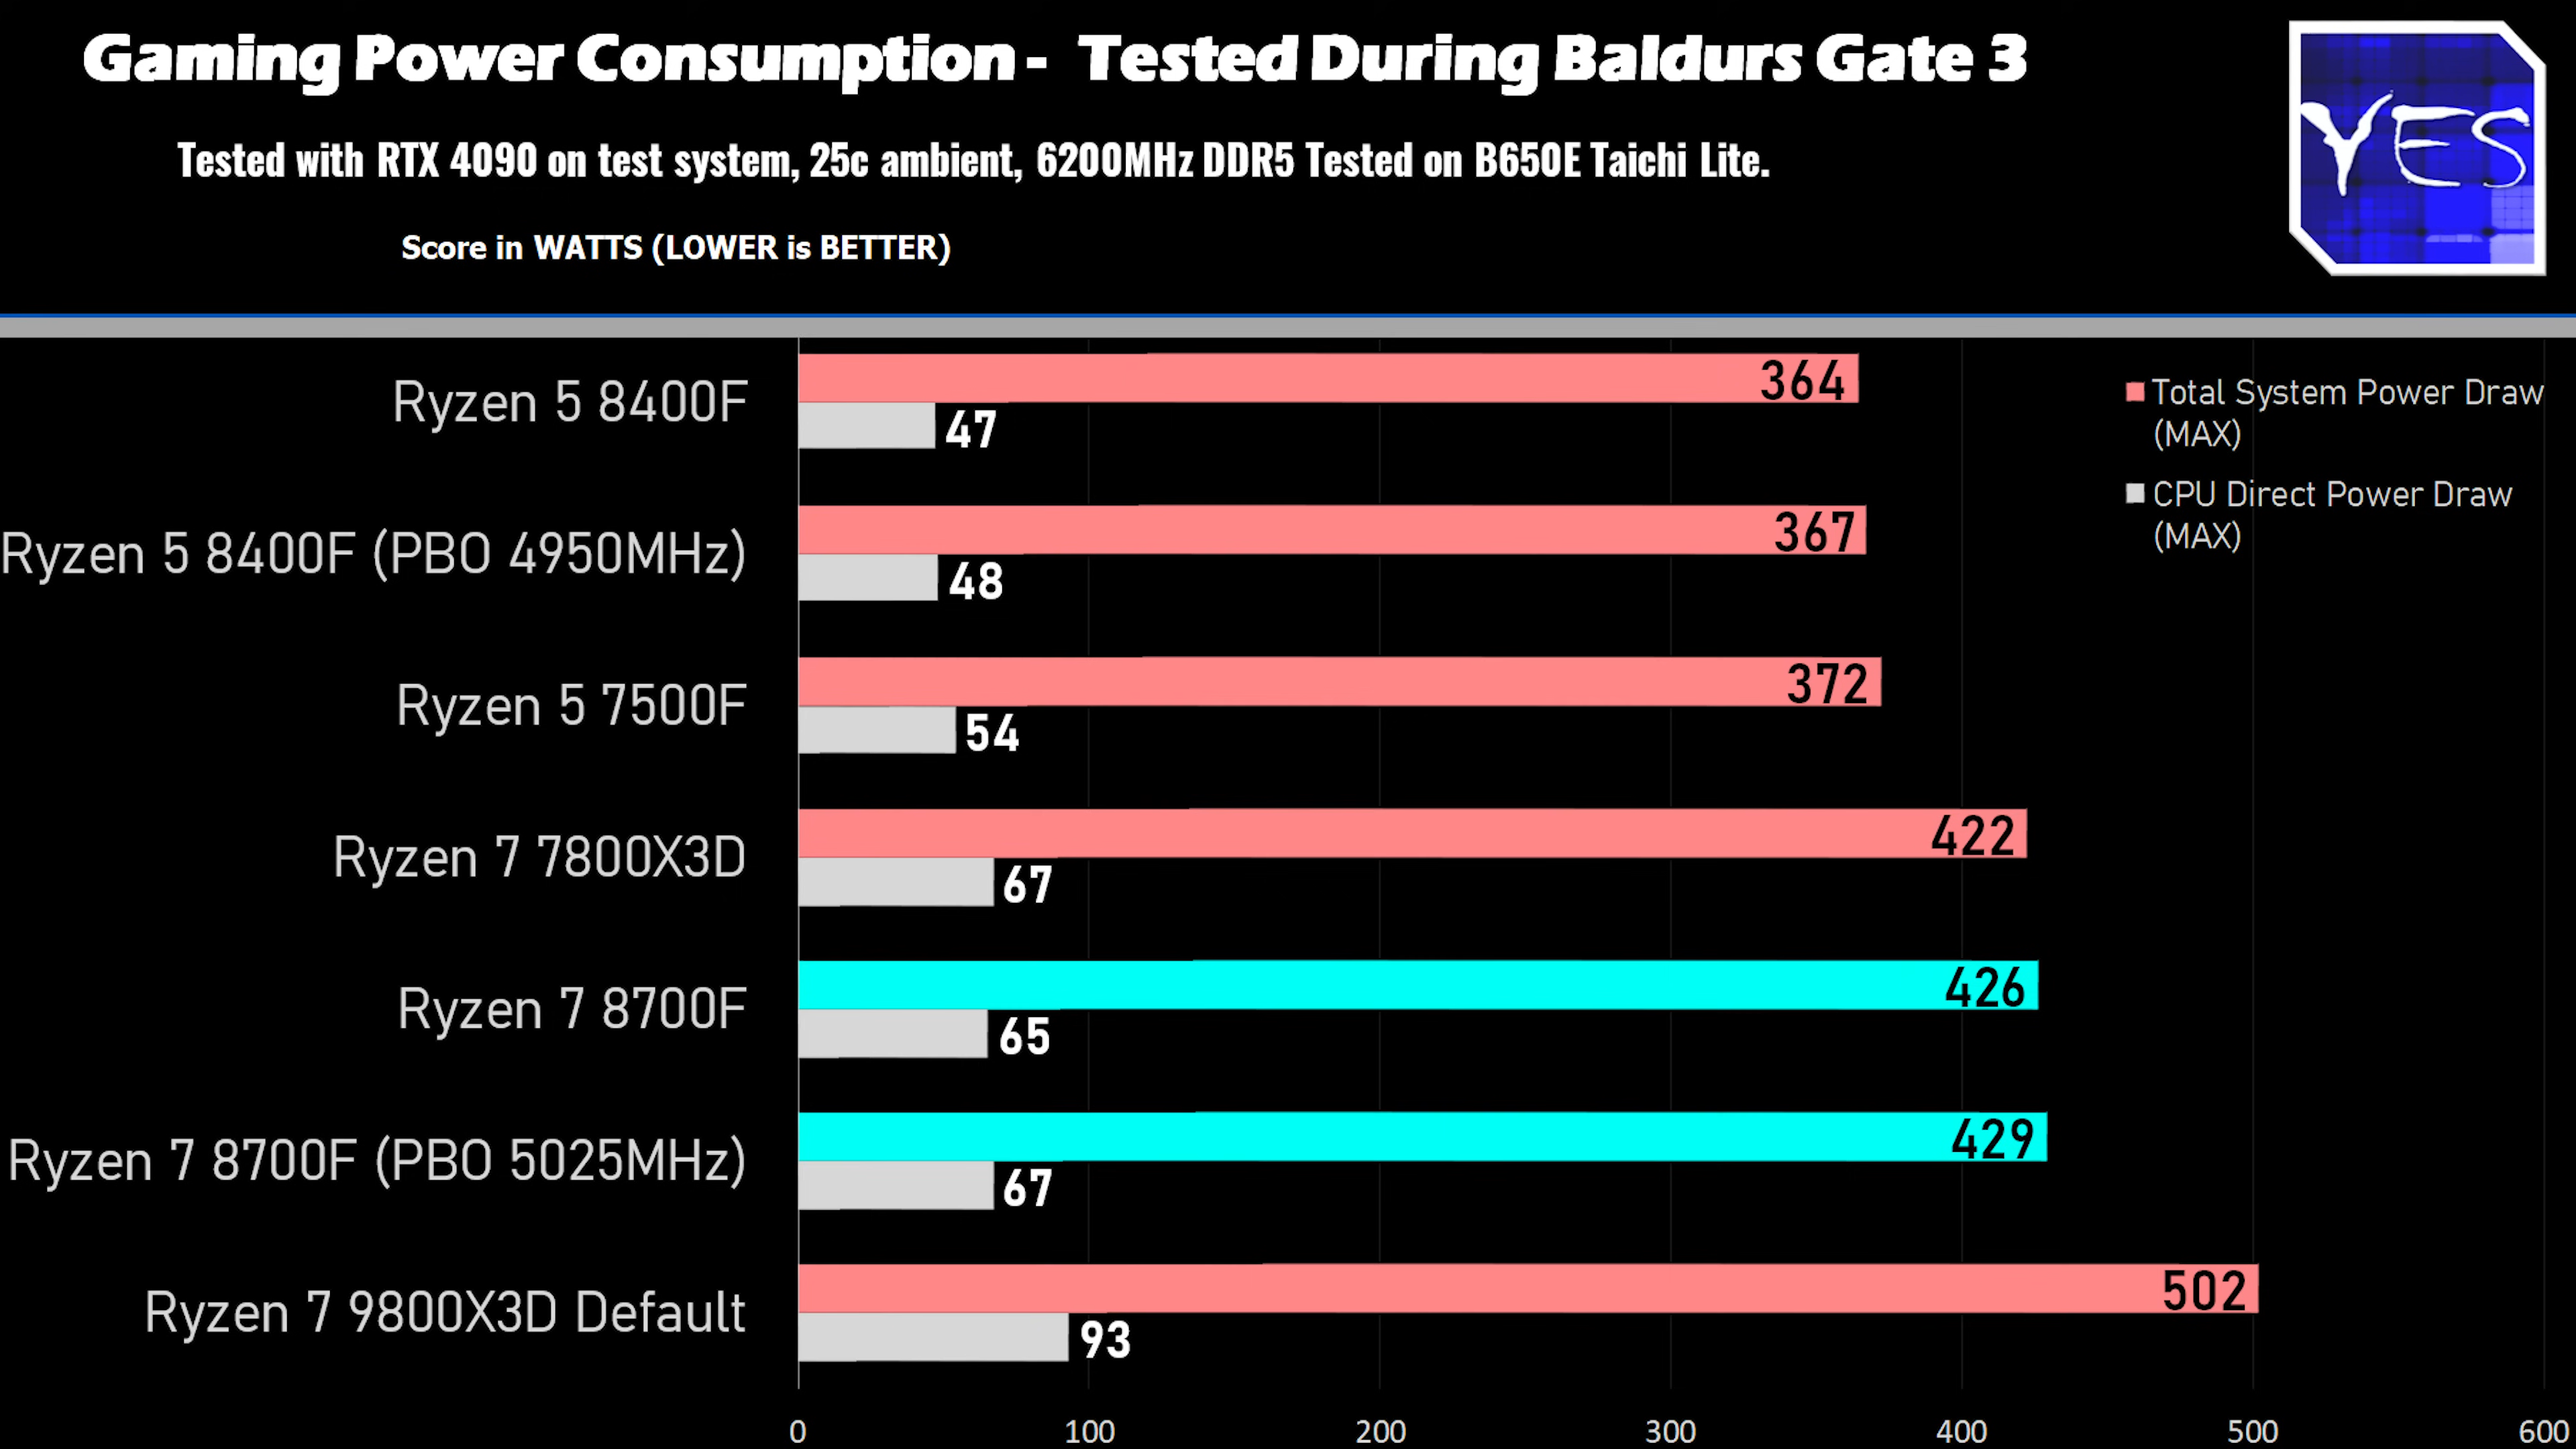 Gaming Power Consumption - Tested During Baldurs Gate 3
YES
Tested with RTX 4090 on test system, 25c ambient, 6200MHz DDR5 Tested on B650E Taichi Lite.
Score in WATTS (LOWER is BETTER)
Total System Power Draw
(MAX)
CPU Direct Power Draw
(MAX)
Ryzen 5 8400F
364
47
Ryzen 5 8400F (PBO 4950MHz)
367
48
Ryzen 5 7500F
372
54
Ryzen 7 7800X3D
422
67
Ryzen 7 8700F
426
65
Ryzen 7 8700F (PBO 5025MHz)
429
67
Ryzen 7 9800X3D Default
502
93
0 100 200 300 400 500 600